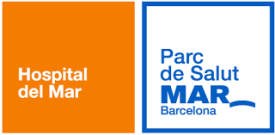 Hospital
del Mar
Parc
de Salut
MAR
Barcelona